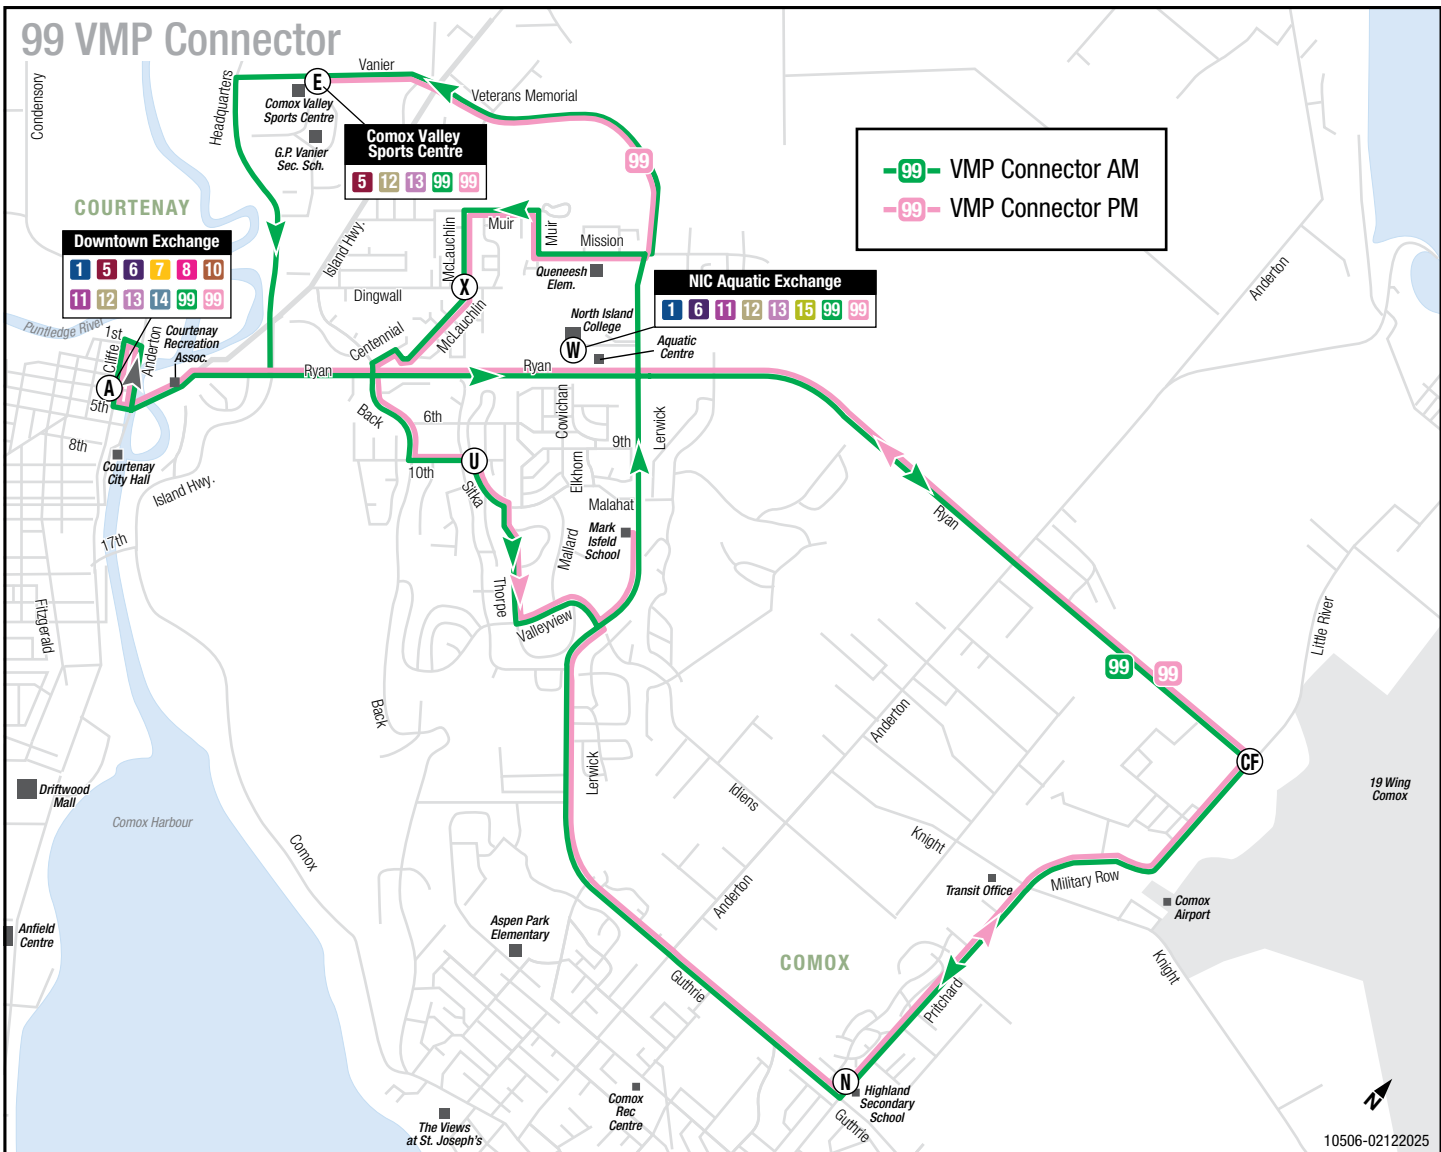 99 VMP Connector
Condensory
Headquarters
E
Vanier
Veterans Memorial
Comox Valley
Sports Centre
G.P. Vanier
Sec. Sch.
Comox Valley
Sports Centre
5 12 13 99 99
99
99 VMP Connector AM
99 VMP Connector PM
COURTENAY
Downtown Exchange
1 5 6 7 8 10
11 12 13 14 99 99
Island Hwy.
McLauchlin
Muir
Muir
Mission
Queneesh
Elem.
Anderton
Dingwall
X
McLauchlin
Centennial
NIC Aquatic Exchange
1 6 11 12 13 15 99 99
North Island
College
W
Aquatic
Centre
Puntledge River
1st
Cliffe
Anderton
Courtenay
Recreation
Assoc.
A
5th
Ryan
Ryan
Back
6th
Cowichan
8th
Courtenay
City Hall
10th
U
Sitka
Elkhorn
9th
Lerwick
Island Hwy.
17th
Malahat
Mark
Isfeld
School
Mallard
Ryan
Fitzgerald
Thorpe
Valleyview
Little River
99 99
Back
Anderton
CF
Lerwick
Idiens
19 Wing
Comox
Driftwood
Mall
Comox Harbour
Comox
Knight
Transit Office
Military Row
Comox
Airport
Anderton
Aspen Park
Elementary
Anfield
Centre
COMOX
Guthrie
Pritchard
Knight
N
Highland
Secondary
School
Guthrie
Comox
Rec
Centre
The Views
at St. Joseph's
N
10506-02122025